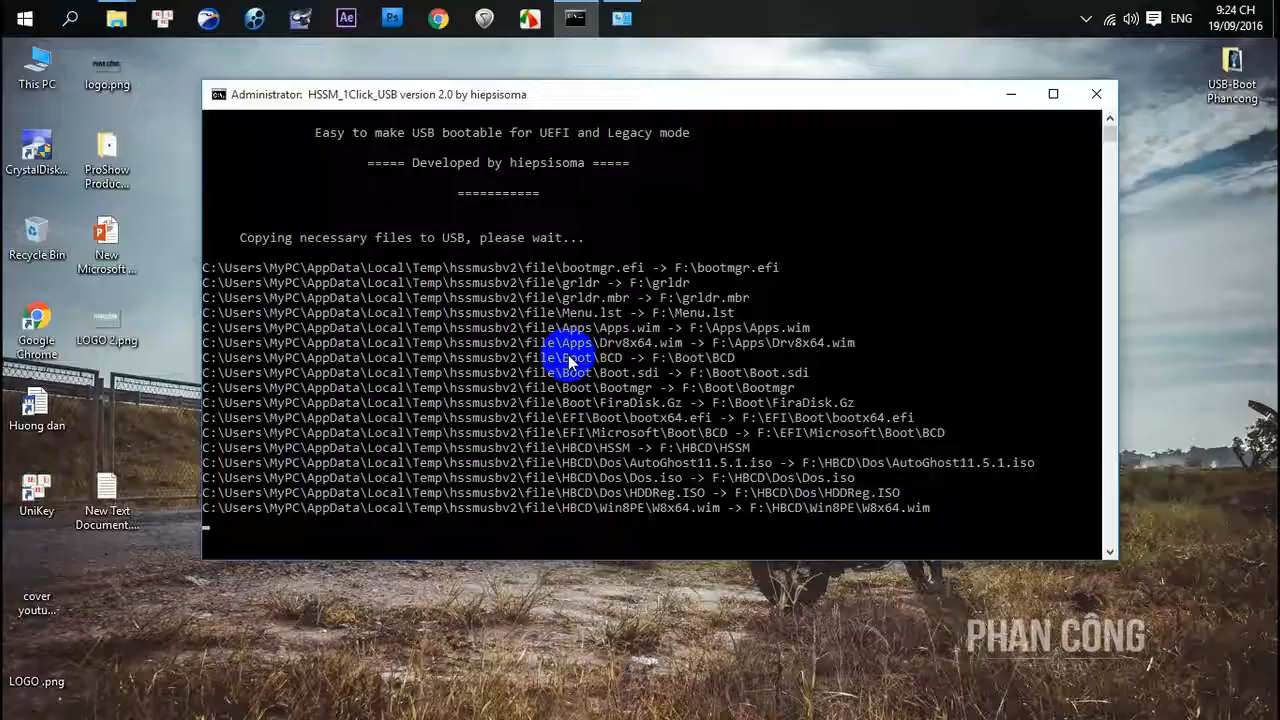 Ae
Ps
ENG
9:24 CH
19/09/2016
This PC
logo.png
CrystalDisk...
ProShow
Produc...
Recycle Bin
New
Microsoft ...
Google
Chrome
LOGO 2.png
Huong dan
UniKey
New Text
Document....
cover
youtu...
LOGO .png
USB-Boot
Phancong
Administrator:  HSSM_1Click_USB version 2.0 by hiepsisoma
Easy to make USB bootable for UEFI and Legacy mode
===== Developed by hiepsisoma =====
===========
Copying necessary files to USB, please wait...
C:\Users\MyPC\AppData\Local\Temp\hssmusbv2\file\bootmgr.efi -> F:\bootmgr.efi
C:\Users\MyPC\AppData\Local\Temp\hssmusbv2\file\grldr -> F:\grldr
C:\Users\MyPC\AppData\Local\Temp\hssmusbv2\file\grldr.mbr -> F:\grldr.mbr
C:\Users\MyPC\AppData\Local\Temp\hssmusbv2\file\Menu.lst -> F:\Menu.lst
C:\Users\MyPC\AppData\Local\Temp\hssmusbv2\file\Apps\Apps.wim -> F:\Apps\Apps.wim
C:\Users\MyPC\AppData\Local\Temp\hssmusbv2\file\Apps\Drv8x64.wim -> F:\Apps\Drv8x64.wim
C:\Users\MyPC\AppData\Local\Temp\hssmusbv2\file\Boot\BCD -> F:\Boot\BCD
C:\Users\MyPC\AppData\Local\Temp\hssmusbv2\file\Boot\Boot.sdi -> F:\Boot\Boot.sdi
C:\Users\MyPC\AppData\Local\Temp\hssmusbv2\file\Boot\Bootmgr -> F:\Boot\Bootmgr
C:\Users\MyPC\AppData\Local\Temp\hssmusbv2\file\Boot\FiraDisk.Gz -> F:\Boot\FiraDisk.Gz
C:\Users\MyPC\AppData\Local\Temp\hssmusbv2\file\EFI\Boot\bootx64.efi -> F:\EFI\Boot\bootx64.efi
C:\Users\MyPC\AppData\Local\Temp\hssmusbv2\file\EFI\Microsoft\Boot\BCD -> F:\EFI\Microsoft\Boot\BCD
C:\Users\MyPC\AppData\Local\Temp\hssmusbv2\file\HBCD\HSSM -> F:\HBCD\HSSM
C:\Users\MyPC\AppData\Local\Temp\hssmusbv2\file\HBCD\Dos\AutoGhost11.5.1.iso -> F:\HBCD\Dos\AutoGhost11.5.1.iso
C:\Users\MyPC\AppData\Local\Temp\hssmusbv2\file\HBCD\Dos\Dos.iso -> F:\HBCD\Dos\Dos.iso
C:\Users\MyPC\AppData\Local\Temp\hssmusbv2\file\HBCD\Dos\HDDReg.ISO -> F:\HBCD\Dos\HDDReg.ISO
C:\Users\MyPC\AppData\Local\Temp\hssmusbv2\file\HBCD\Win8PE\W8x64.wim -> F:\HBCD\Win8PE\W8x64.wim
PHAN CÔNG